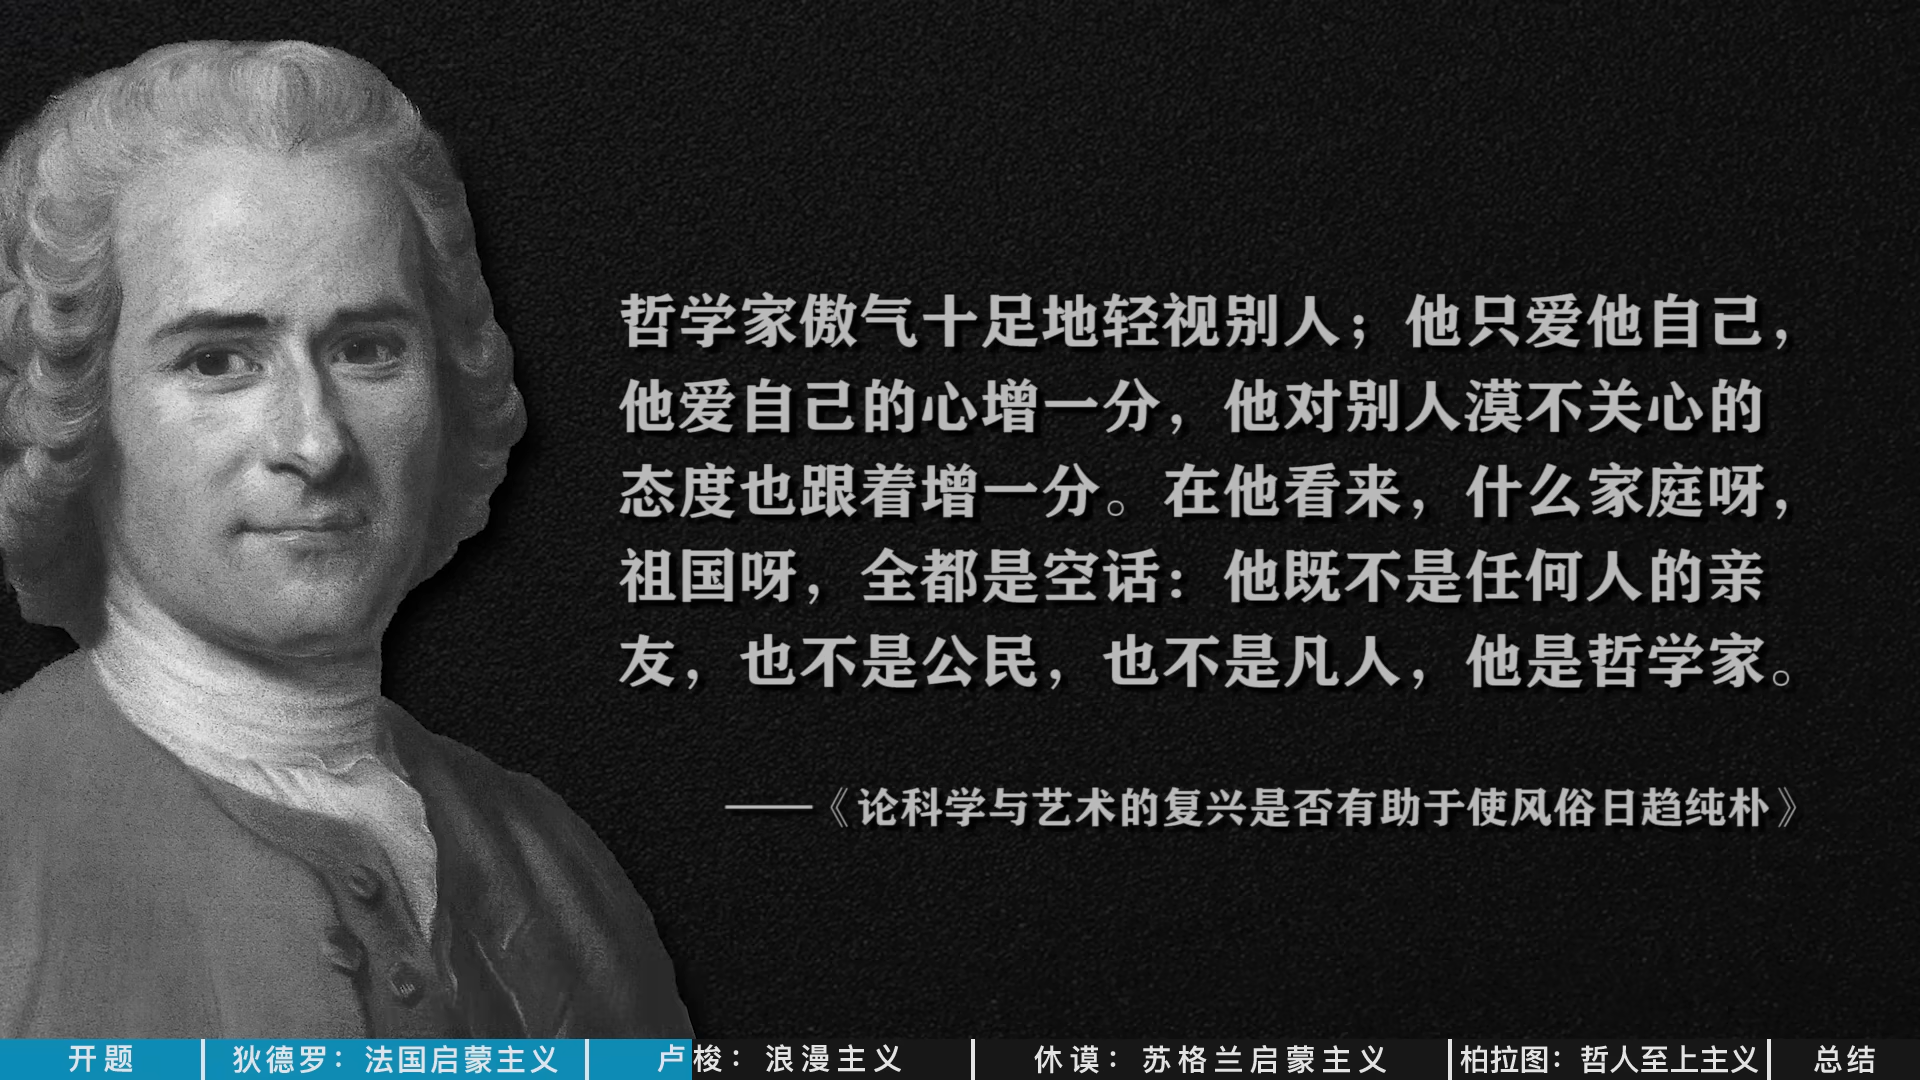 哲学家傲气十足地轻视别人；他只爱他自己，
他爱自己的心增一分，他对别人漠不关心的
态度也跟着增一分。在他看来，什么家庭呀，
祖国呀，全都是空话：他既不是任何人的亲
友，也不是公民，也不是凡人，他是哲学家。
——《论科学与艺术的复兴是否有助于使风俗日趋纯朴》
开题
狄德罗：法国启蒙主义
卢梭：浪漫主义
休谟：苏格兰启蒙主义
柏拉图：哲人至上主义
总结